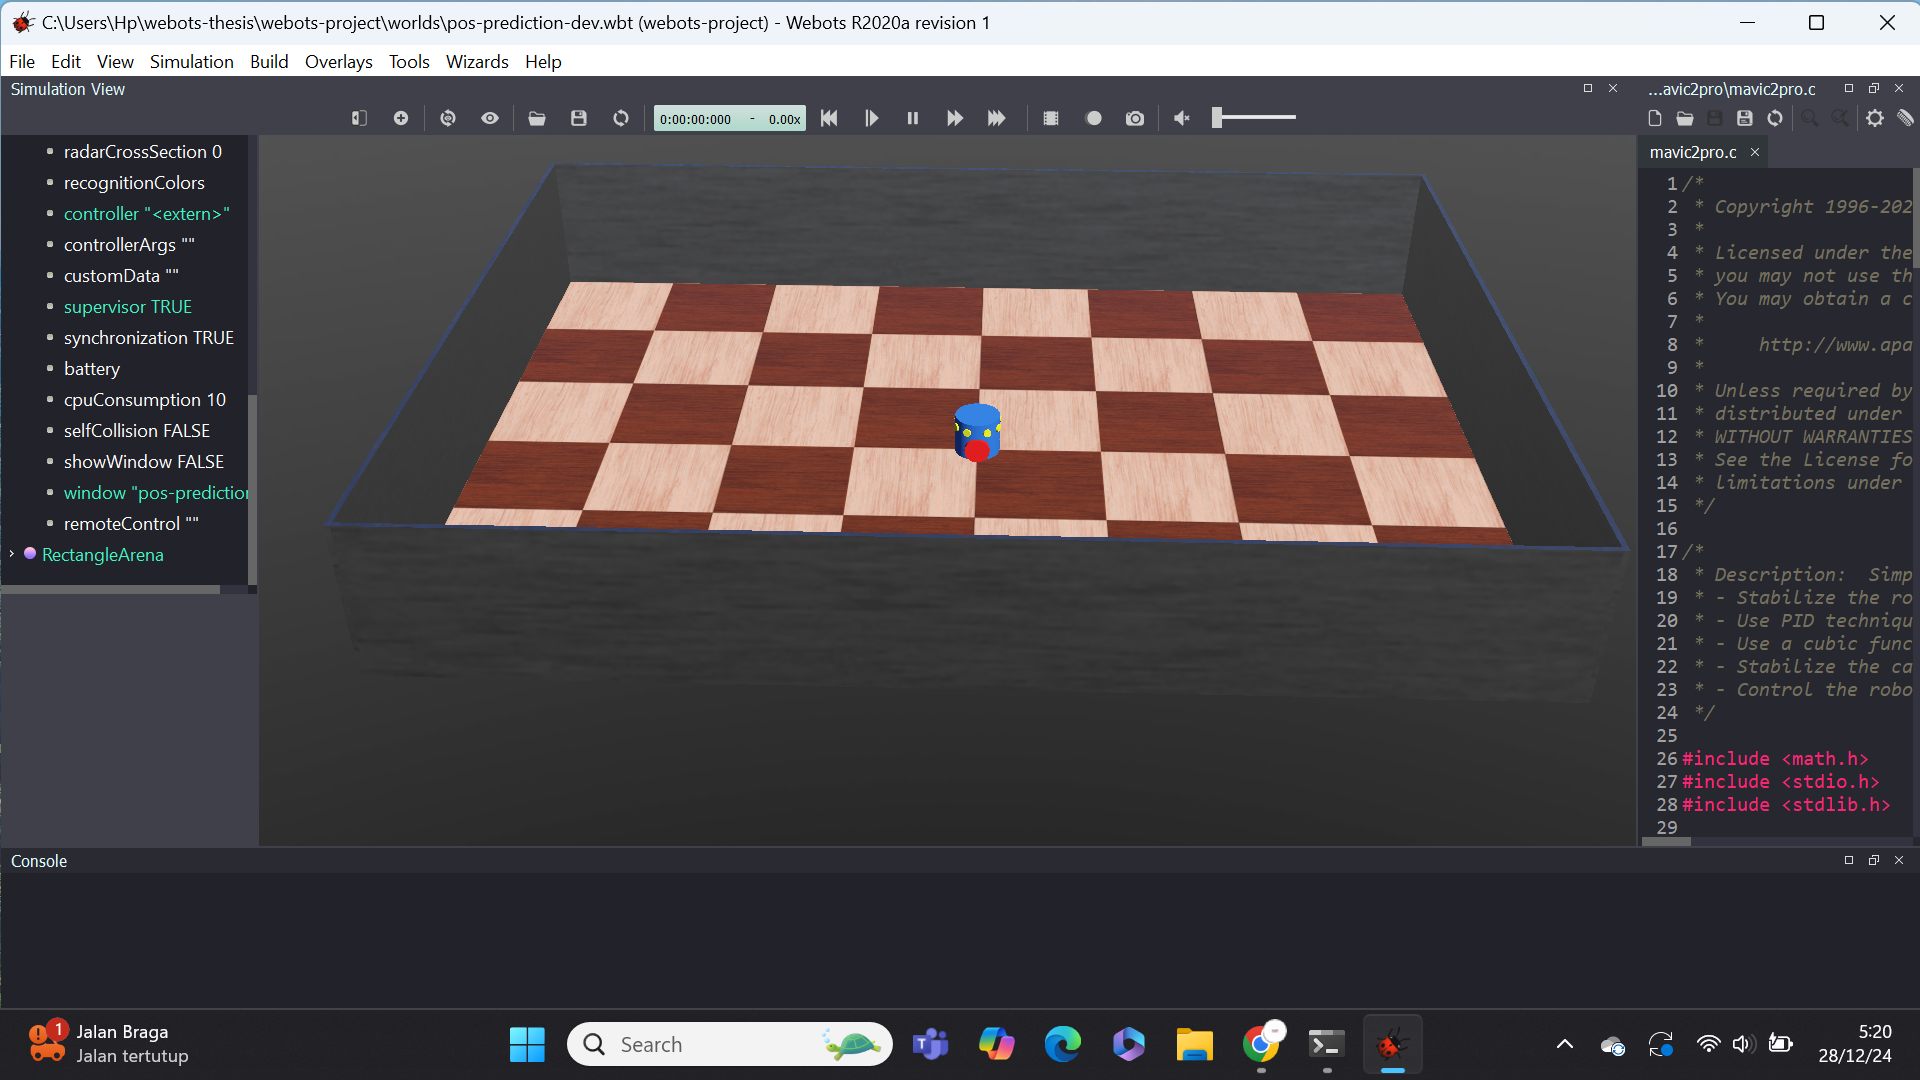 C:\Users\Hp\webots-thesis\webots-project\worlds\pos-prediction-dev.wbt (webots-project) - Webots R2020a revision 1
File Edit View Simulation Build Overlays Tools Wizards Help
Simulation View
...avic2pro\mavic2pro.c
0:00:00:000 - 0.00x
radarCrossSection 0
recognitionColors
controller "<extern>"
controllerArgs ""
customData ""
supervisor TRUE
synchronization TRUE
battery
cpuConsumption 10
selfCollision FALSE
showWindow FALSE
window "pos-prediction
remoteControl ""
RectangleArena
mavic2pro.c
1 /*
2 * Copyright 1996-202
3 *
4 * Licensed under the
5 * you may not use th
6 * You may obtain a c
7 *
8 * http://www.apa
9 *
10 * Unless required by
11 * distributed under
12 * WITHOUT WARRANTIES
13 * See the License fo
14 * limitations under
15 */
16
17 /*
18 * Description: Simp
19 * - Stabilize the ro
20 * - Use PID techniqu
21 * - Use a cubic func
22 * - Stabilize the ca
23 * - Control the robo
24 */
25
26 #include <math.h>
27 #include <stdio.h>
28 #include <stdlib.h>
29
Console
1
Jalan Braga
Jalan tertutup
Search
5:20
28/12/24